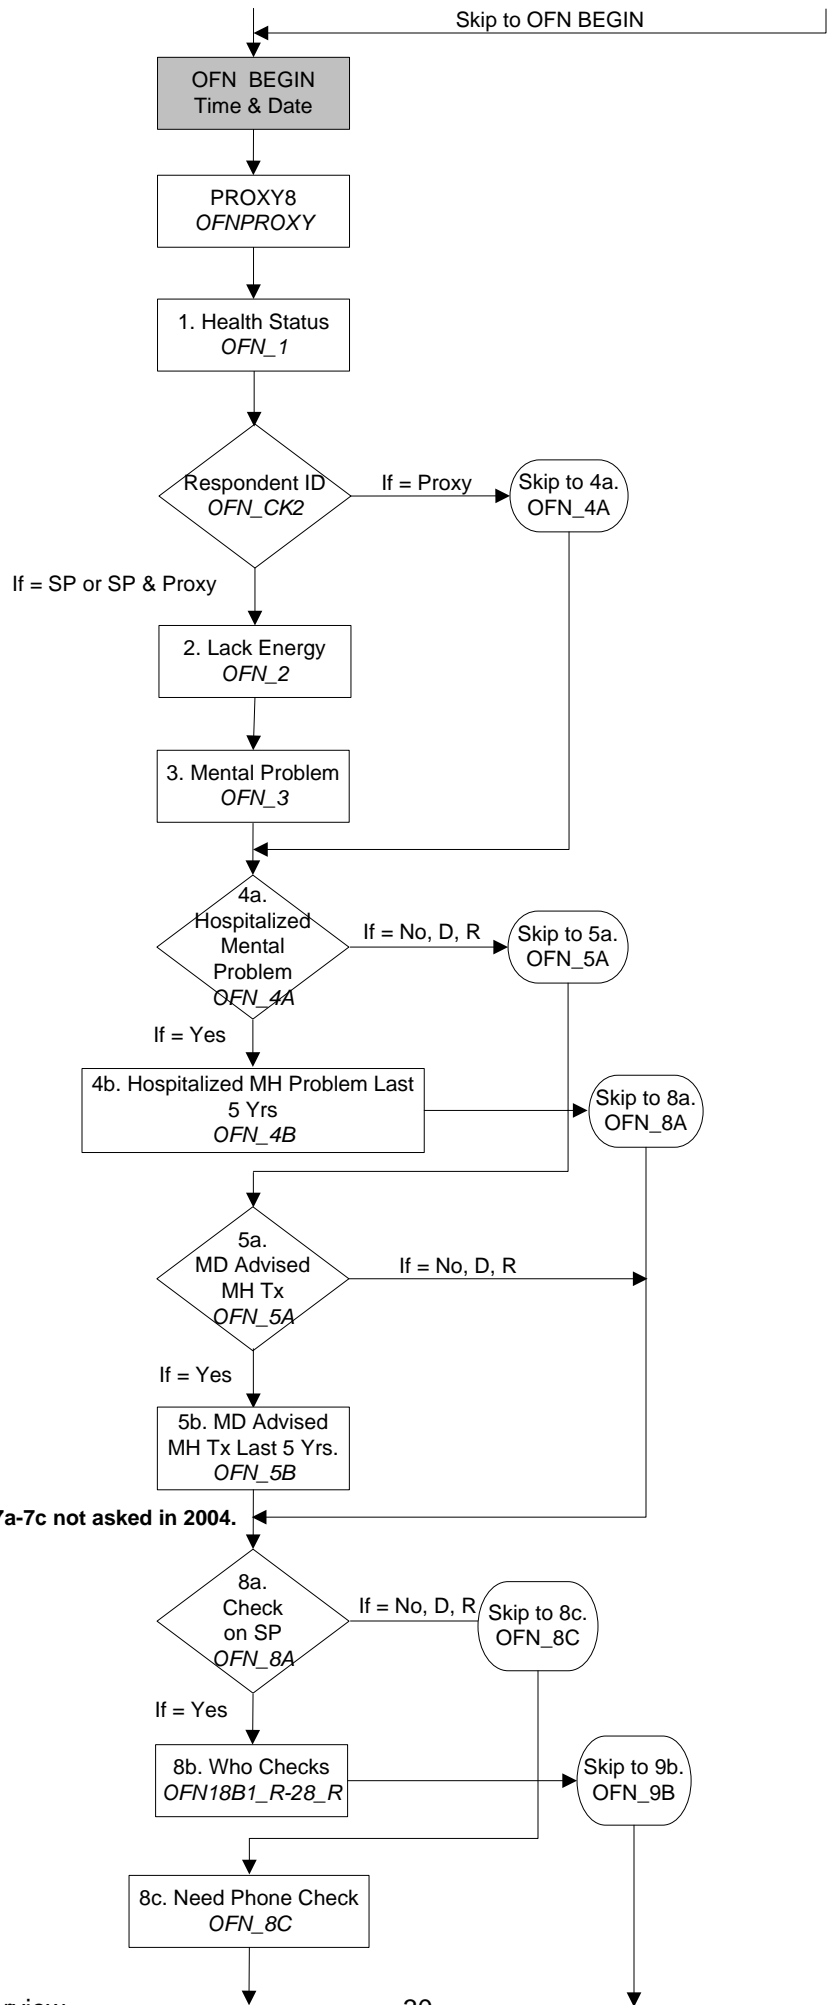 Skip to OFN BEGIN
OFN BEGIN
Time & Date
PROXY8
OFNPROXY
1. Health Status
OFN_1
Respondent ID
OFN_CK2
If = Proxy
Skip to 4a.
OFN_4A
If = SP or SP & Proxy
2. Lack Energy
OFN_2
3. Mental Problem
OFN_3
4a.
Hospitalized
Mental
Problem
OFN_4A
If = No, D, R
Skip to 5a.
OFN_5A
If = Yes
4b. Hospitalized MH Problem Last
5 Yrs
OFN_4B
Skip to 8a.
OFN_8A
5a.
MD Advised
MH Tx
OFN_5A
If = No, D, R
If = Yes
5b. MD Advised
MH Tx Last 5 Yrs.
OFN_5B
7a-7c not asked in 2004.
8a.
Check
on SP
OFN_8A
If = No, D, R
Skip to 8c.
OFN_8C
If = Yes
8b. Who Checks
OFN18B1_R-28_R
Skip to 9b.
OFN_9B
8c. Need Phone Check
OFN_8C